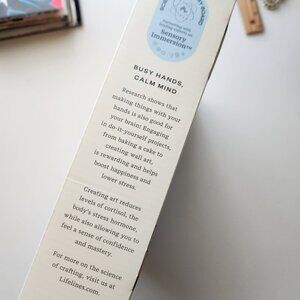 Sensory
Immersion™
BUSY HANDS,
CALM MIND
Research shows that
making things with your
hands is also good for
your brain! Engaging
in do-it-yourself projects,
from baking a cake to
creating wall art,
is rewarding and helps
boost happiness and
lower stress.
Creating art reduces
levels of cortisol, the
body's stress hormone,
while also allowing you to
feel a sense of confidence
and mastery.
For more on the science
of crafting, visit us at
Lifelines.com.